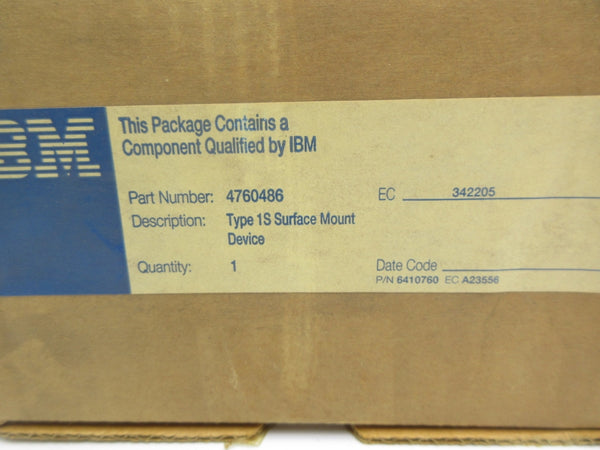 BM
This Package Contains a
Component Qualified by IBM
Part Number: 4760486 EC 342205
Description: Type 1S Surface Mount
Device
Quantity: 1 Date Code
P/N 6410760 EC A23556